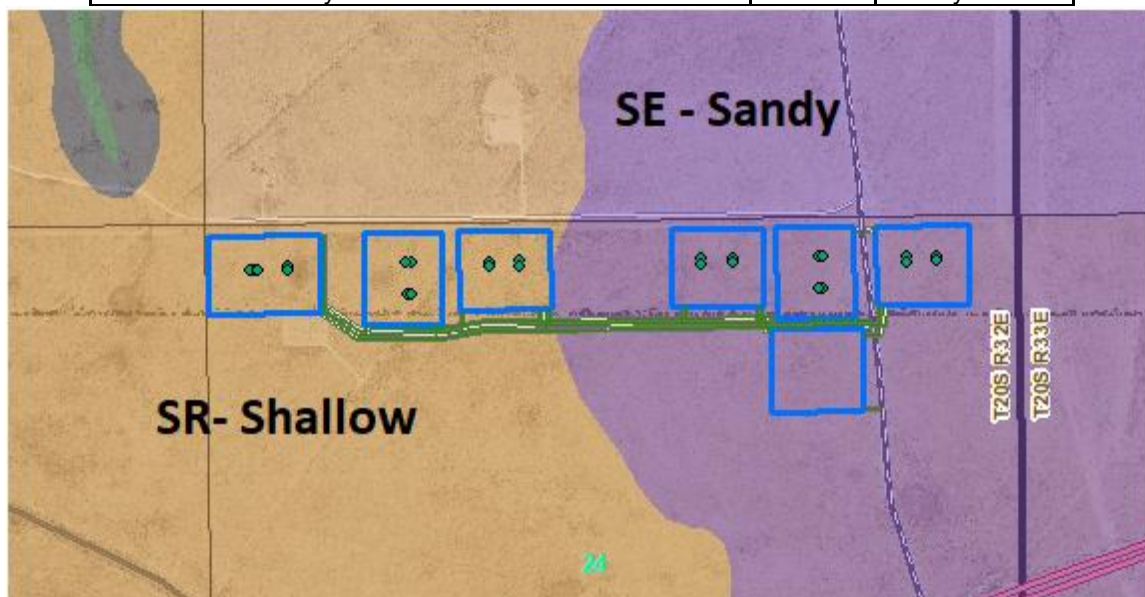 SE - Sandy
SR- Shallow
T20S R32E
T20S R33E
24